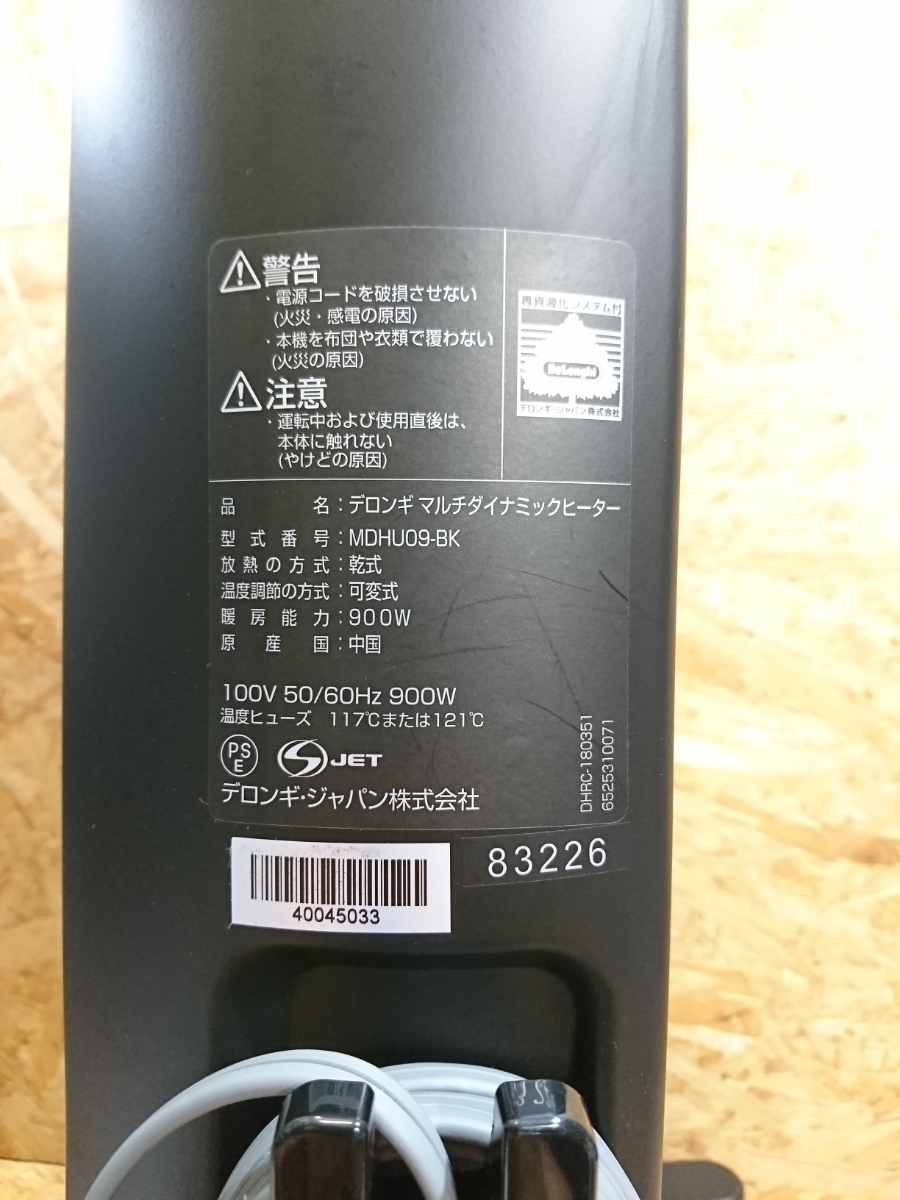 ⚠警告
・電源コードを破損させない
(火災・感電の原因)
・本機を布団や衣類で覆わない
(火災の原因)
⚠注意
・運転中および使用直後は、
本体に触れない
(やけどの原因)
再資源化システム付
DeLonghi
デロンギ・ジャパン株式会社
品名：デロンギ マルチダイナミックヒーター
型式番号：MDHU09-BK
放熱の方式：乾式
温度調節の方式：可変式
暖房能力：900W
原産国：中国
100V 50/60Hz 900W
温度ヒューズ 117℃または121℃
PS
E
JET
デロンギ・ジャパン株式会社
DHRC-180351
6525310071
83226
40045033